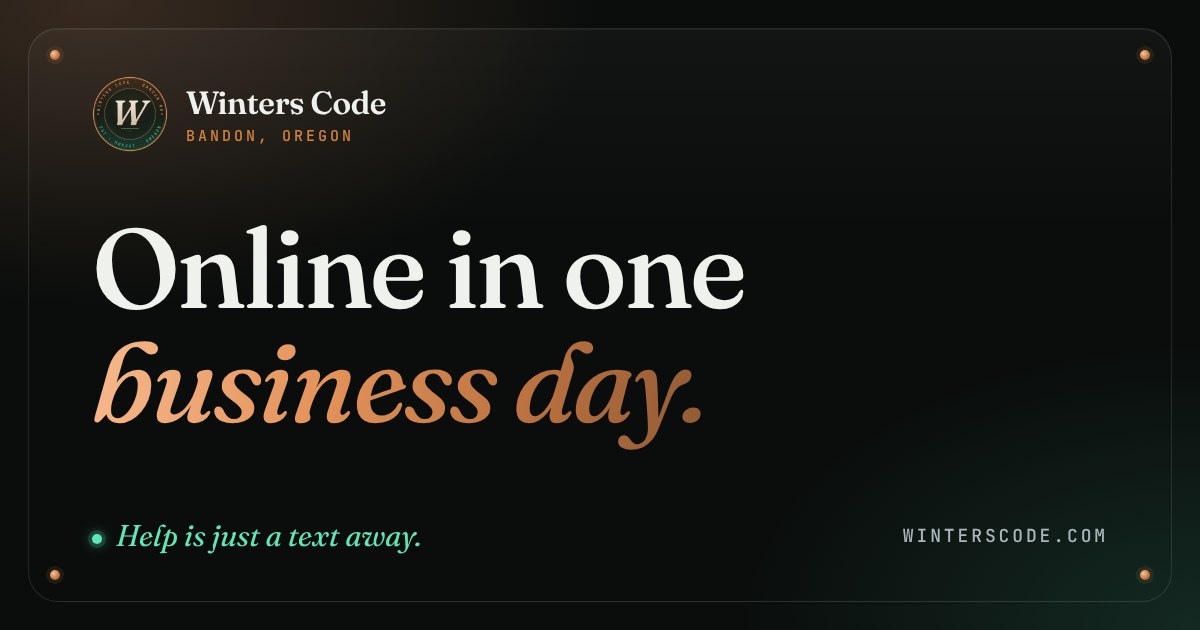 W
Winters Code
BANDON, OREGON
Online in one
business day.
Help is just a text away.
WINTERSCODE.COM